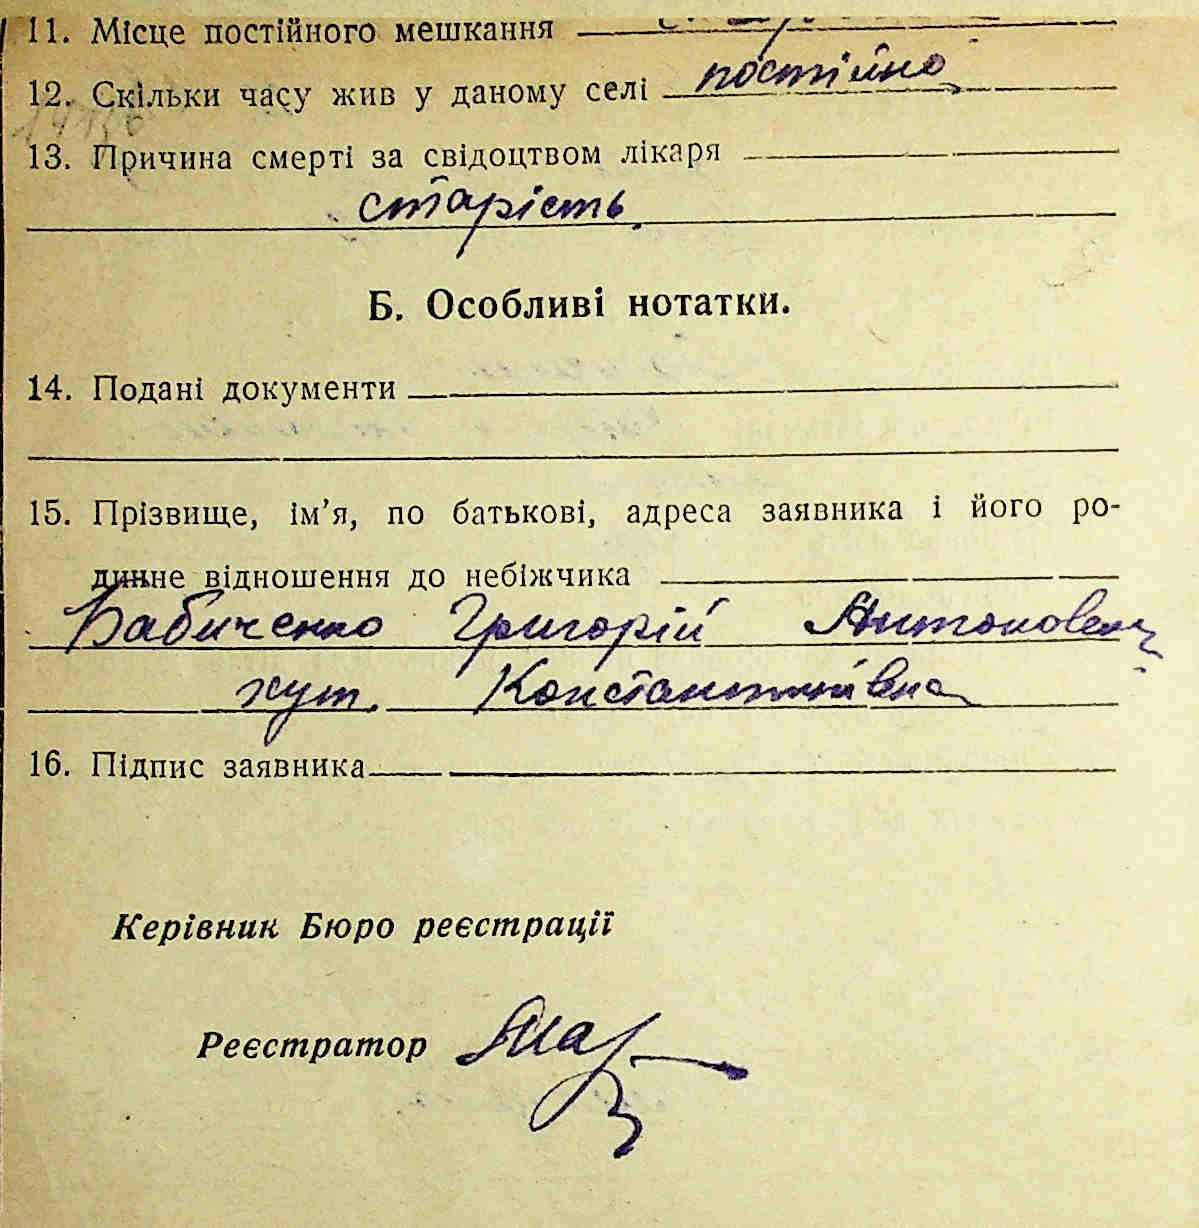 11. Місце постійного мешкання
12. Скільки часу жив у даному селі постійно
13. Причина смерті за свідоцтвом лікаря
старість.
Б. Особливі нотатки.
14. Подані документи
15. Прізвище, ім’я, по батькові, адреса заявника і його ро-
динне відношення до небіжчика
Бабиченко Григорій Антонович
хут. Константинівна
16. Підпис заявника
Керівник Бюро реєстрації
Реєстратор